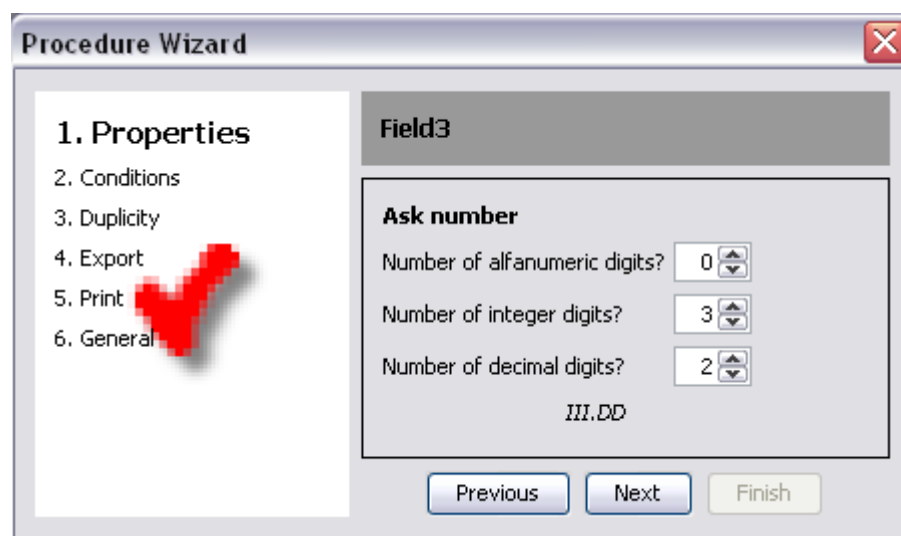 Procedure Wizard
1. Properties
2. Conditions
3. Duplicity
4. Export
5. Print
6. General
Field3
Ask number
Number of alfanumeric digits? 0
Number of integer digits? 3
Number of decimal digits? 2
III.DD
Previous Next Finish